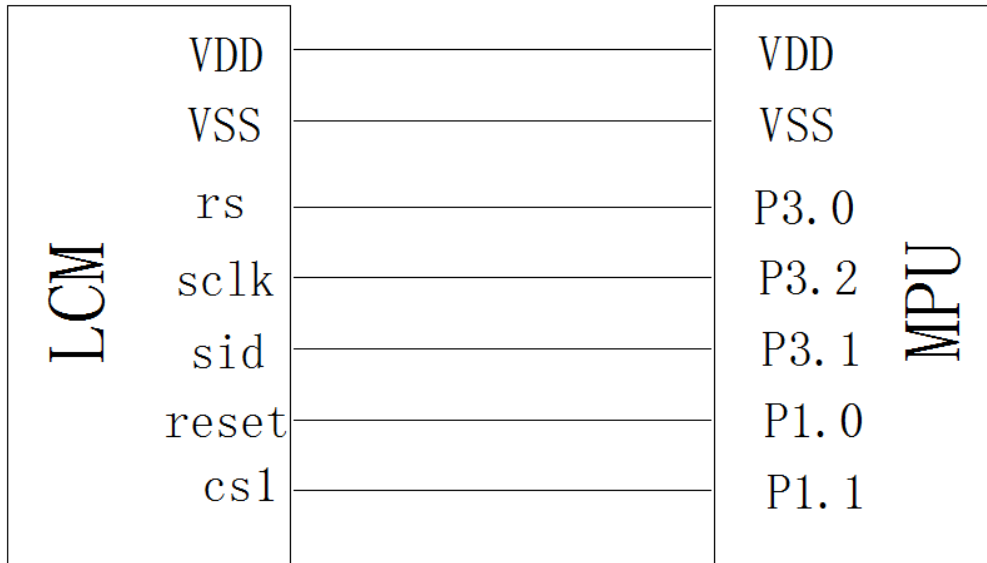 VDD VDD
VSS VSS
rs P3.0
sclk P3.2
sid P3.1
reset P1.0
cs1 P1.1
LCM
MPU